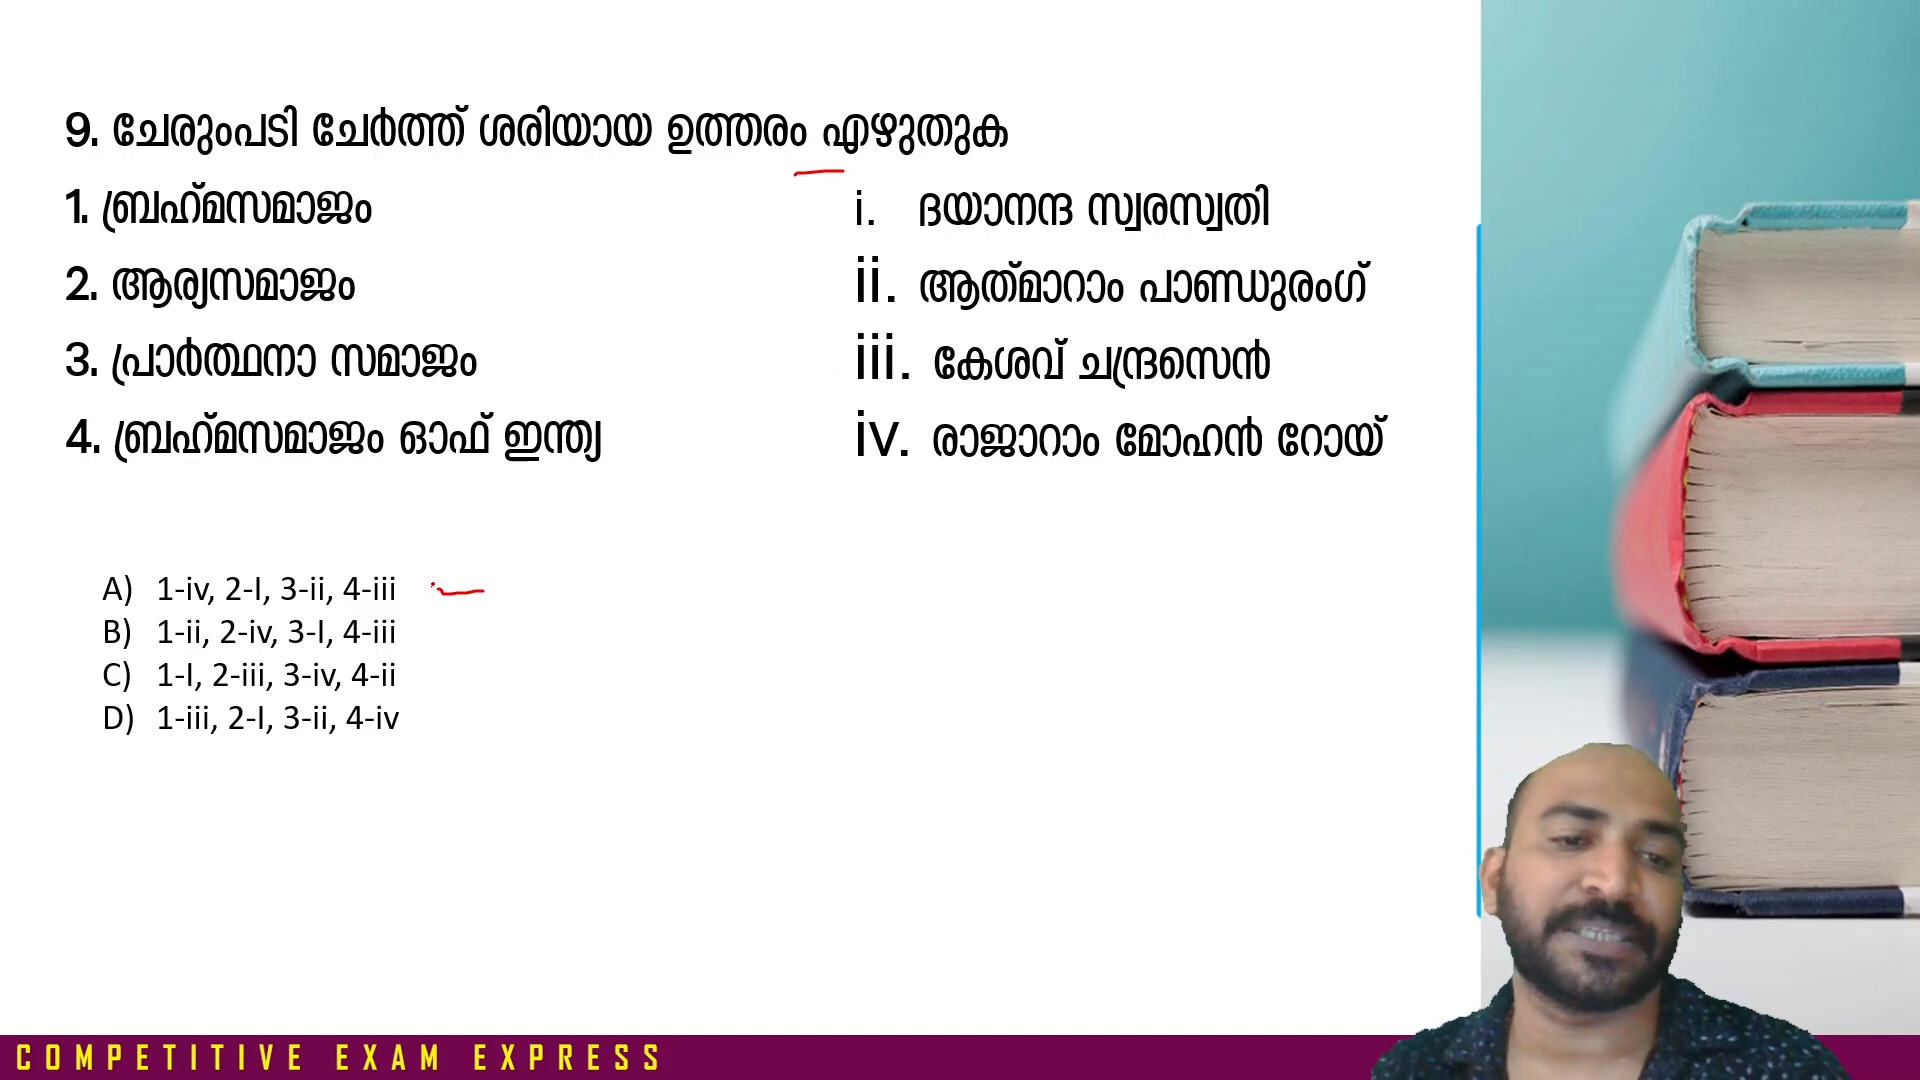 9. ചേരുംപടി ചേർത്ത് ശരിയായ ഉത്തരം എഴുതുക
1. ബ്രഹ്മസമാജം i. ദയാനന്ദ സ്വരസ്വതി
2. ആര്യസമാജം ii. ആത്മാറാം പാണ്ഡുരംഗ്
3. പ്രാർത്ഥനാ സമാജം iii. കേശവ് ചന്ദ്രസെൻ
4. ബ്രഹ്മസമാജം ഓഫ് ഇന്ത്യ iv. രാജാറാം മോഹൻ റോയ്
A) 1-iv, 2-I, 3-ii, 4-iii
B) 1-ii, 2-iv, 3-I, 4-iii
C) 1-I, 2-iii, 3-iv, 4-ii
D) 1-iii, 2-I, 3-ii, 4-iv
COMPETITIVE EXAM EXPRESS